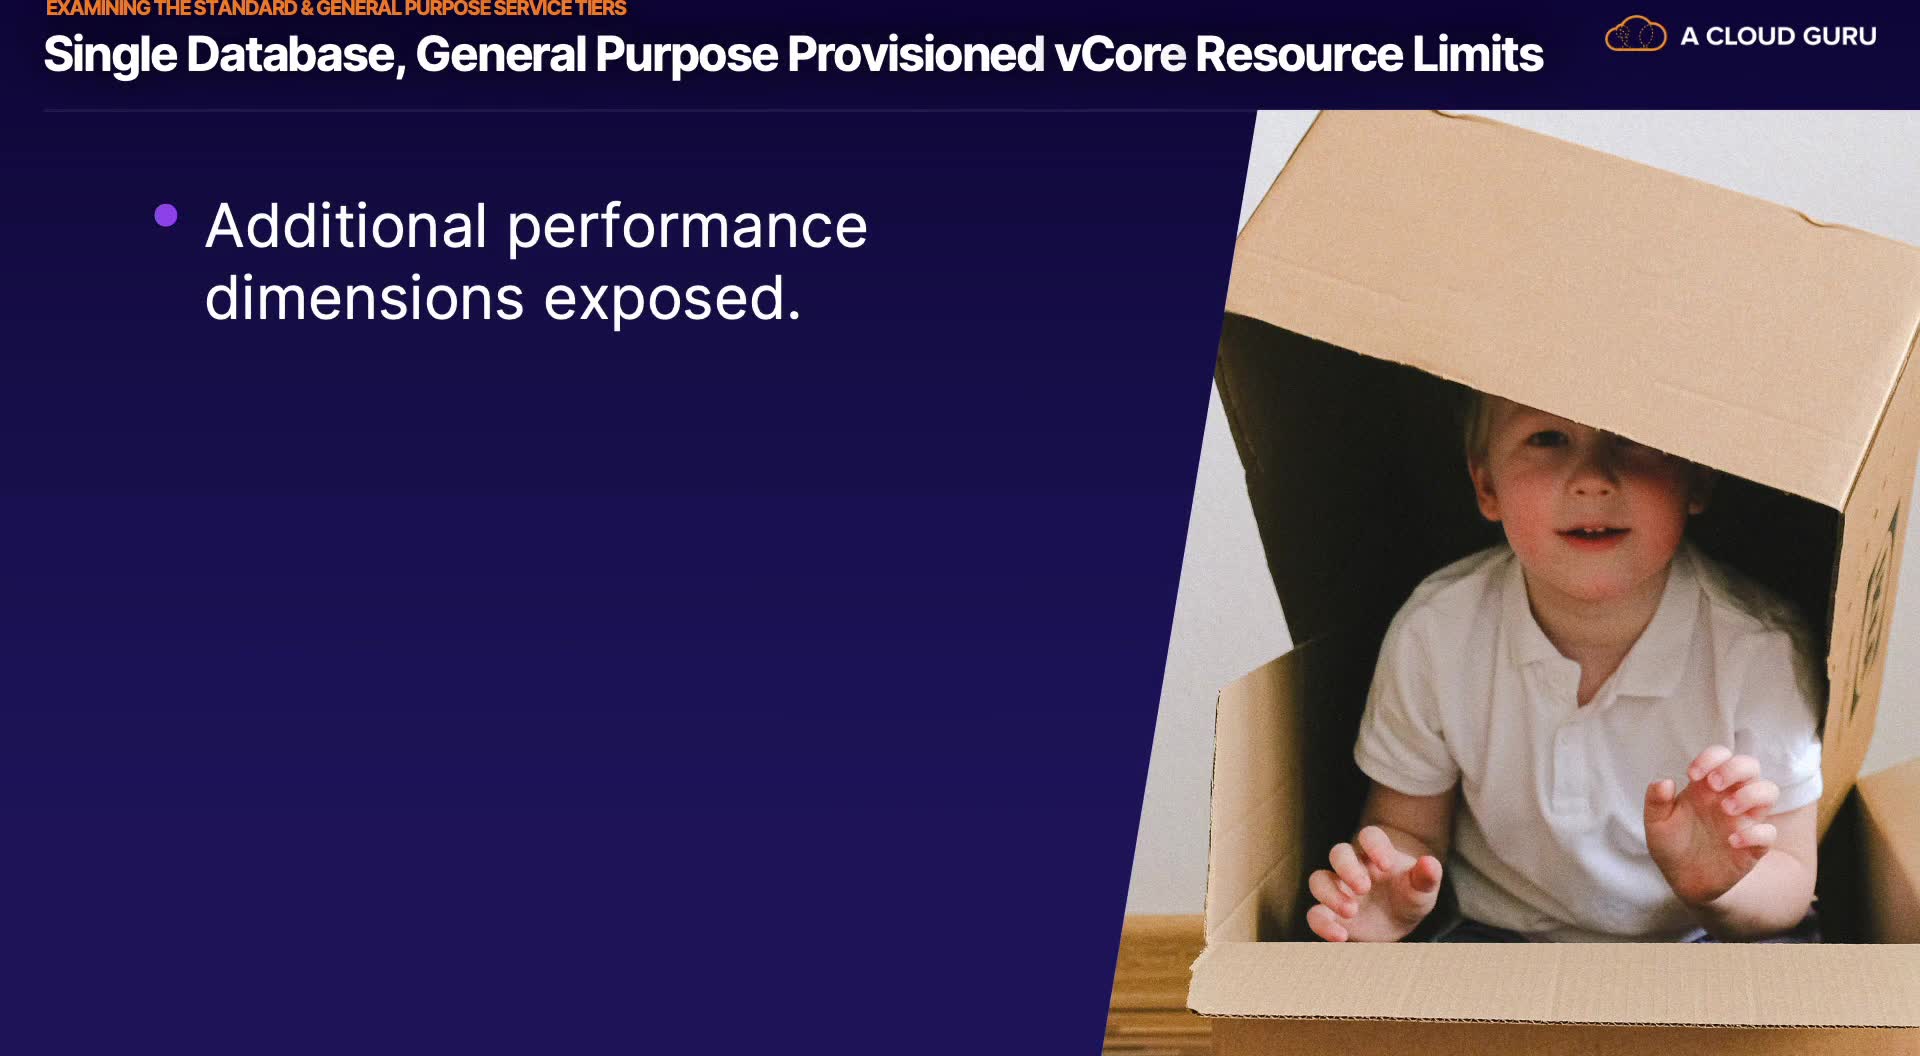 EXAMINING THE STANDARD & GENERAL PURPOSE SERVICE TIERS
Single Database, General Purpose Provisioned vCore Resource Limits
A CLOUD GURU
Additional performance
dimensions exposed.